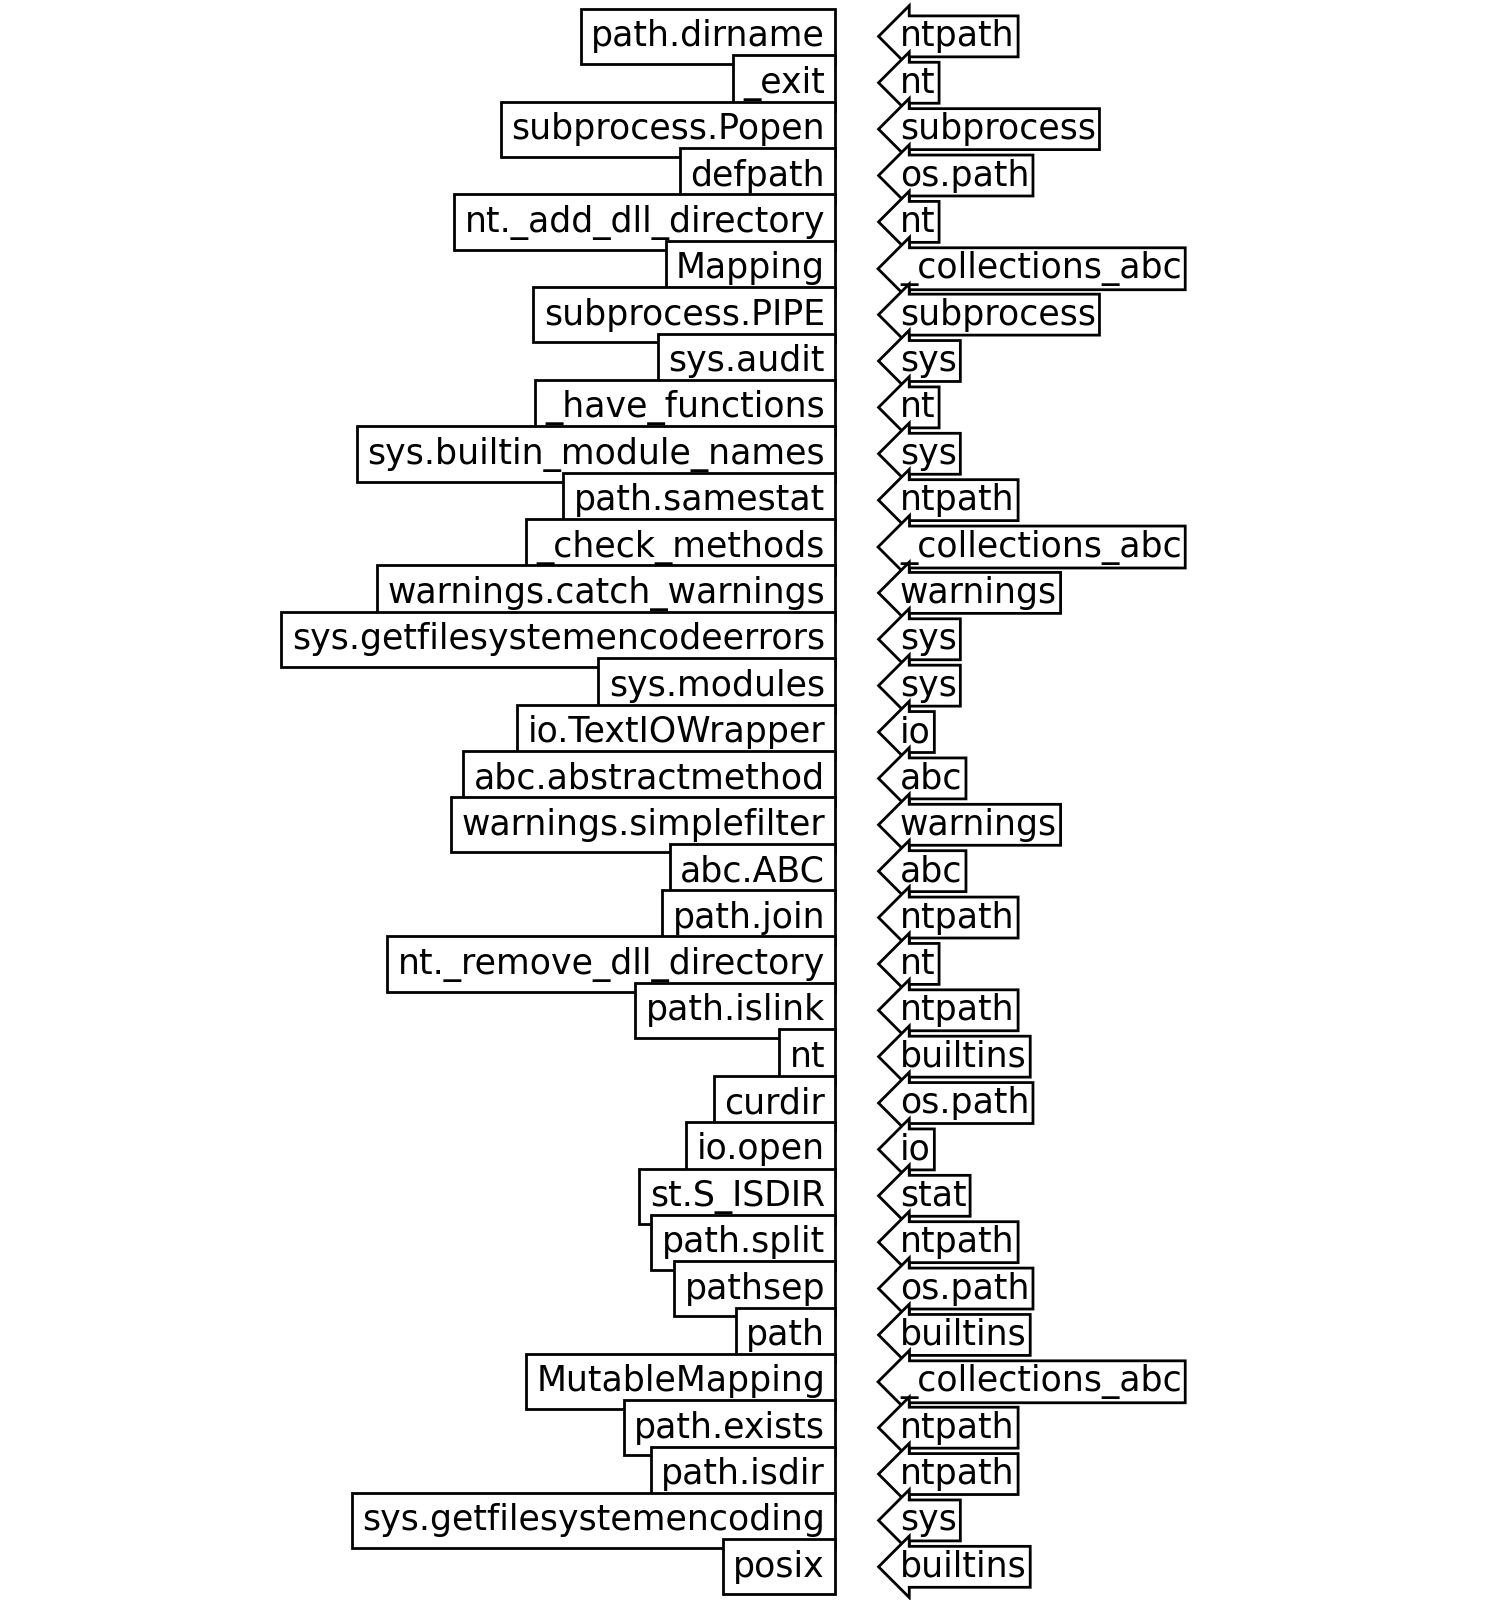 path.dirname ntpath
_exit nt
subprocess.Popen subprocess
defpath os.path
nt._add_dll_directory nt
Mapping _collections_abc
subprocess.PIPE subprocess
sys.audit sys
_have_functions nt
sys.builtin_module_names sys
path.samestat ntpath
_check_methods _collections_abc
warnings.catch_warnings warnings
sys.getfilesystemencodeerrors sys
sys.modules sys
io.TextIOWrapper io
abc.abstractmethod abc
warnings.simplefilter warnings
abc.ABC abc
path.join ntpath
nt._remove_dll_directory nt
path.islink ntpath
nt builtins
curdir os.path
io.open io
st.S_ISDIR stat
path.split ntpath
pathsep os.path
path builtins
MutableMapping _collections_abc
path.exists ntpath
path.isdir ntpath
sys.getfilesystemencoding sys
posix builtins